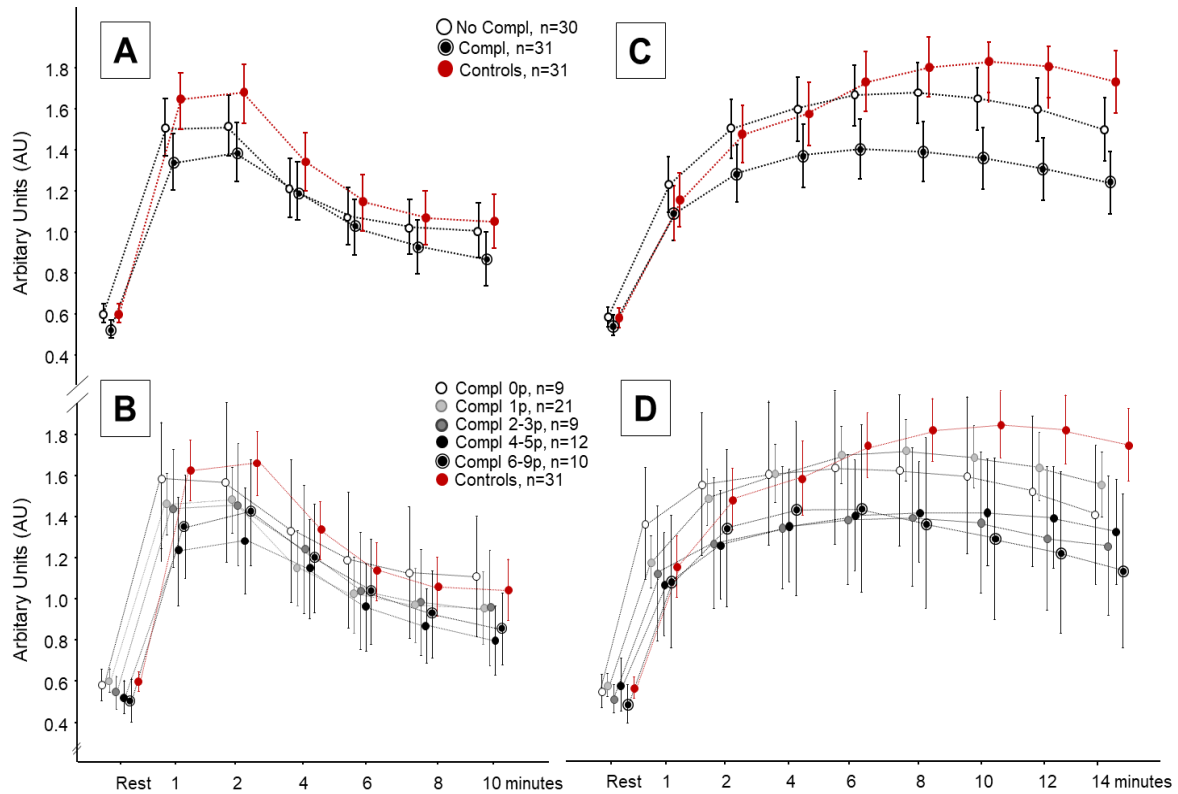 A
No Compl, n=30
Compl, n=31
Controls, n=31
C
Arbitary Units (AU)
1.8
1.6
1.4
1.2
1.0
0.8
0.6
0.4
B
Compl 0p, n=9
Compl 1p, n=21
Compl 2-3p, n=9
Compl 4-5p, n=12
Compl 6-9p, n=10
Controls, n=31
D
Arbitary Units (AU)
1.8
1.6
1.4
1.2
1.0
0.8
0.6
0.4
Rest 1 2 4 6 8 10 minutes
Rest 1 2 4 6 8 10 12 14 minutes